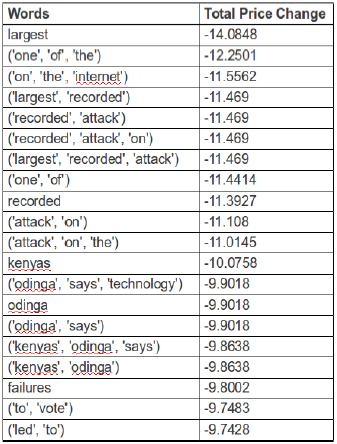 Words Total Price Change
largest -14.0848
('one', 'of', 'the') -12.2501
('on', 'the', 'internet') -11.5562
('largest', 'recorded') -11.469
('recorded', 'attack') -11.469
('recorded', 'attack', 'on') -11.469
('largest', 'recorded', 'attack') -11.469
('one', 'of') -11.4414
recorded -11.3927
('attack', 'on') -11.108
('attack', 'on', 'the') -11.0145
kenyas -10.0758
('odinga', 'says', 'technology') -9.9018
odinga -9.9018
('odinga', 'says') -9.9018
('kenyas', 'odinga', 'says') -9.8638
('kenyas', 'odinga') -9.8638
failures -9.8002
('to', 'vote") -9.7483
('led', 'to') -9.7428